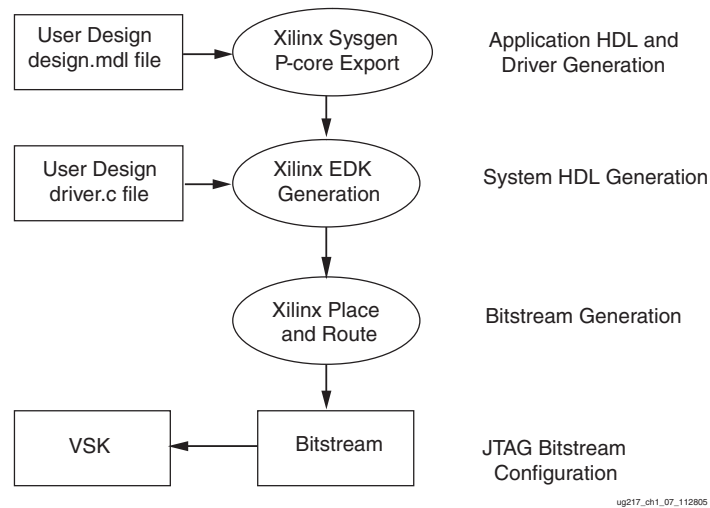 User Design
design.mdl file
Xilinx Sysgen
P-core Export
Application HDL and
Driver Generation
User Design
driver.c file
Xilinx EDK
Generation
System HDL Generation
Xilinx Place
and Route
Bitstream Generation
VSK
Bitstream
JTAG Bitstream
Configuration
ug217_ch1_07_112805